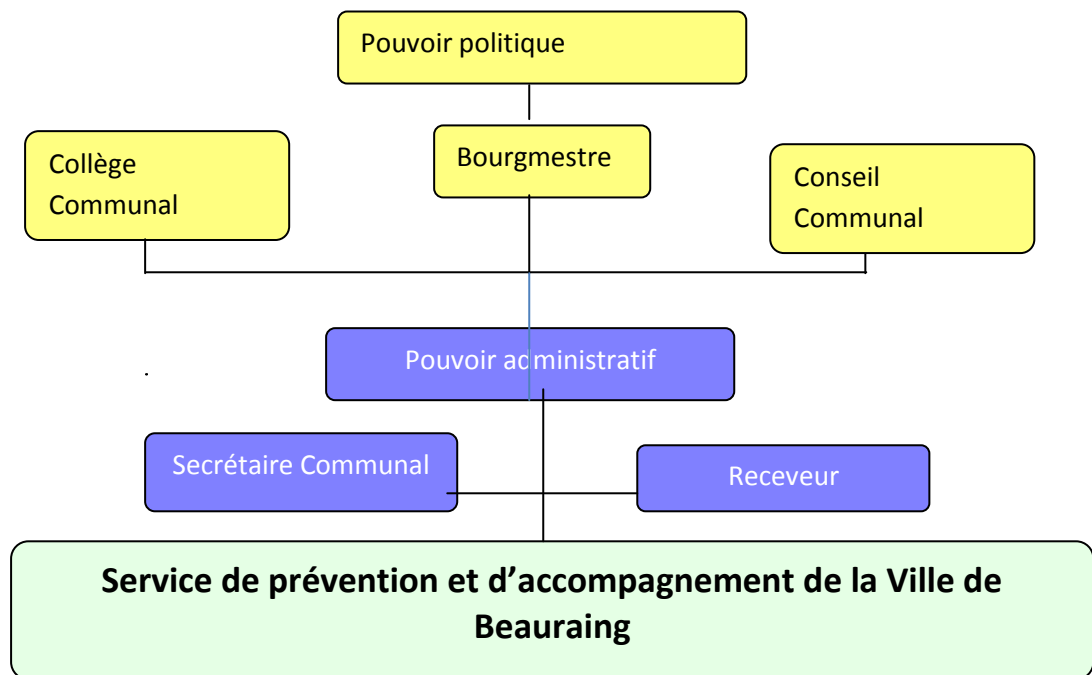 Pouvoir politique
Collège
Communal
Bourgmestre
Conseil
Communal
Pouvoir administratif
.
Secrétaire Communal
Receveur
Service de prévention et d’accompagnement de la Ville de
Beauraing